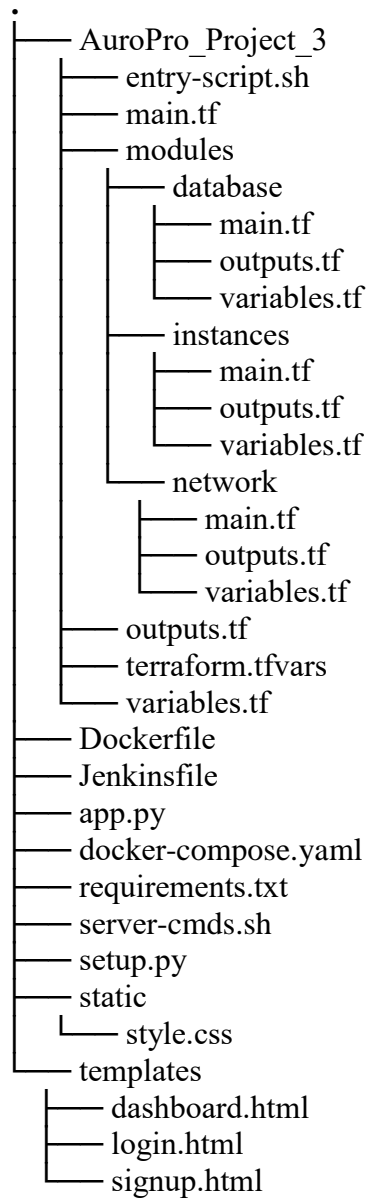 .
AuroPro_Project_3
entry-script.sh
main.tf
modules
database
main.tf
outputs.tf
variables.tf
instances
main.tf
outputs.tf
variables.tf
network
main.tf
outputs.tf
variables.tf
outputs.tf
terraform.tfvars
variables.tf
Dockerfile
Jenkinsfile
app.py
docker-compose.yaml
requirements.txt
server-cmds.sh
setup.py
static
style.css
templates
dashboard.html
login.html
signup.html